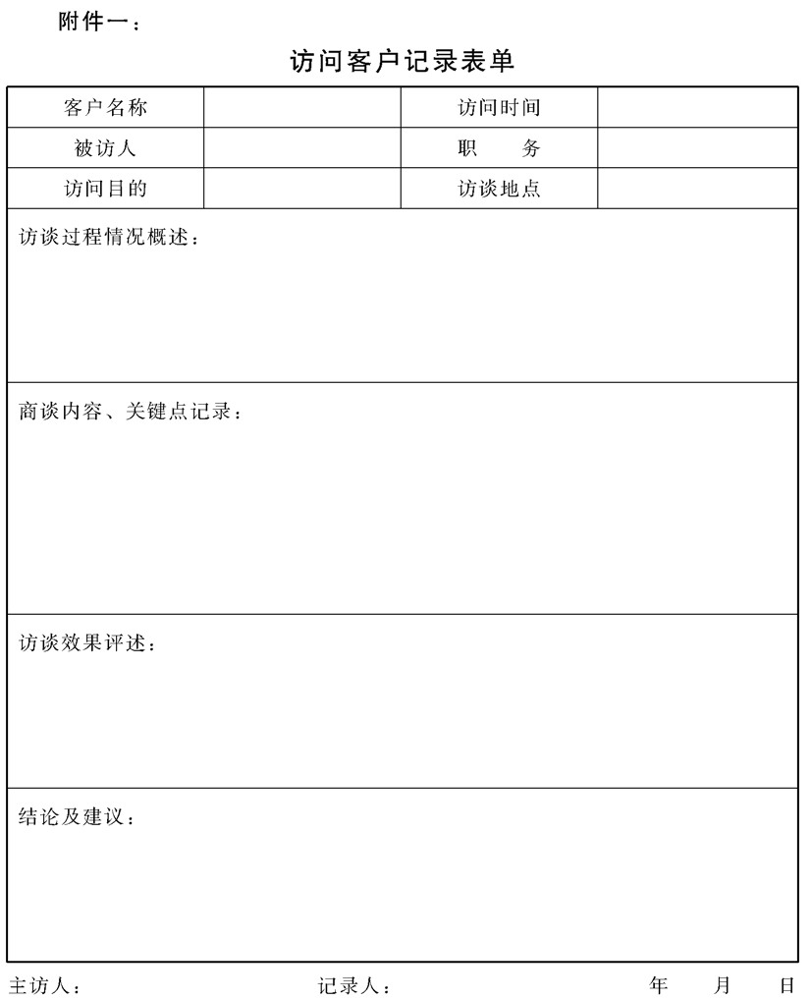 附件一：
访问客户记录表单
客户名称 访问时间
被访人 职 务
访问目的 访谈地点
访谈过程情况概述：
商谈内容、关键点记录：
访谈效果评述：
结论及建议：
主访人： 记录人： 年 月 日